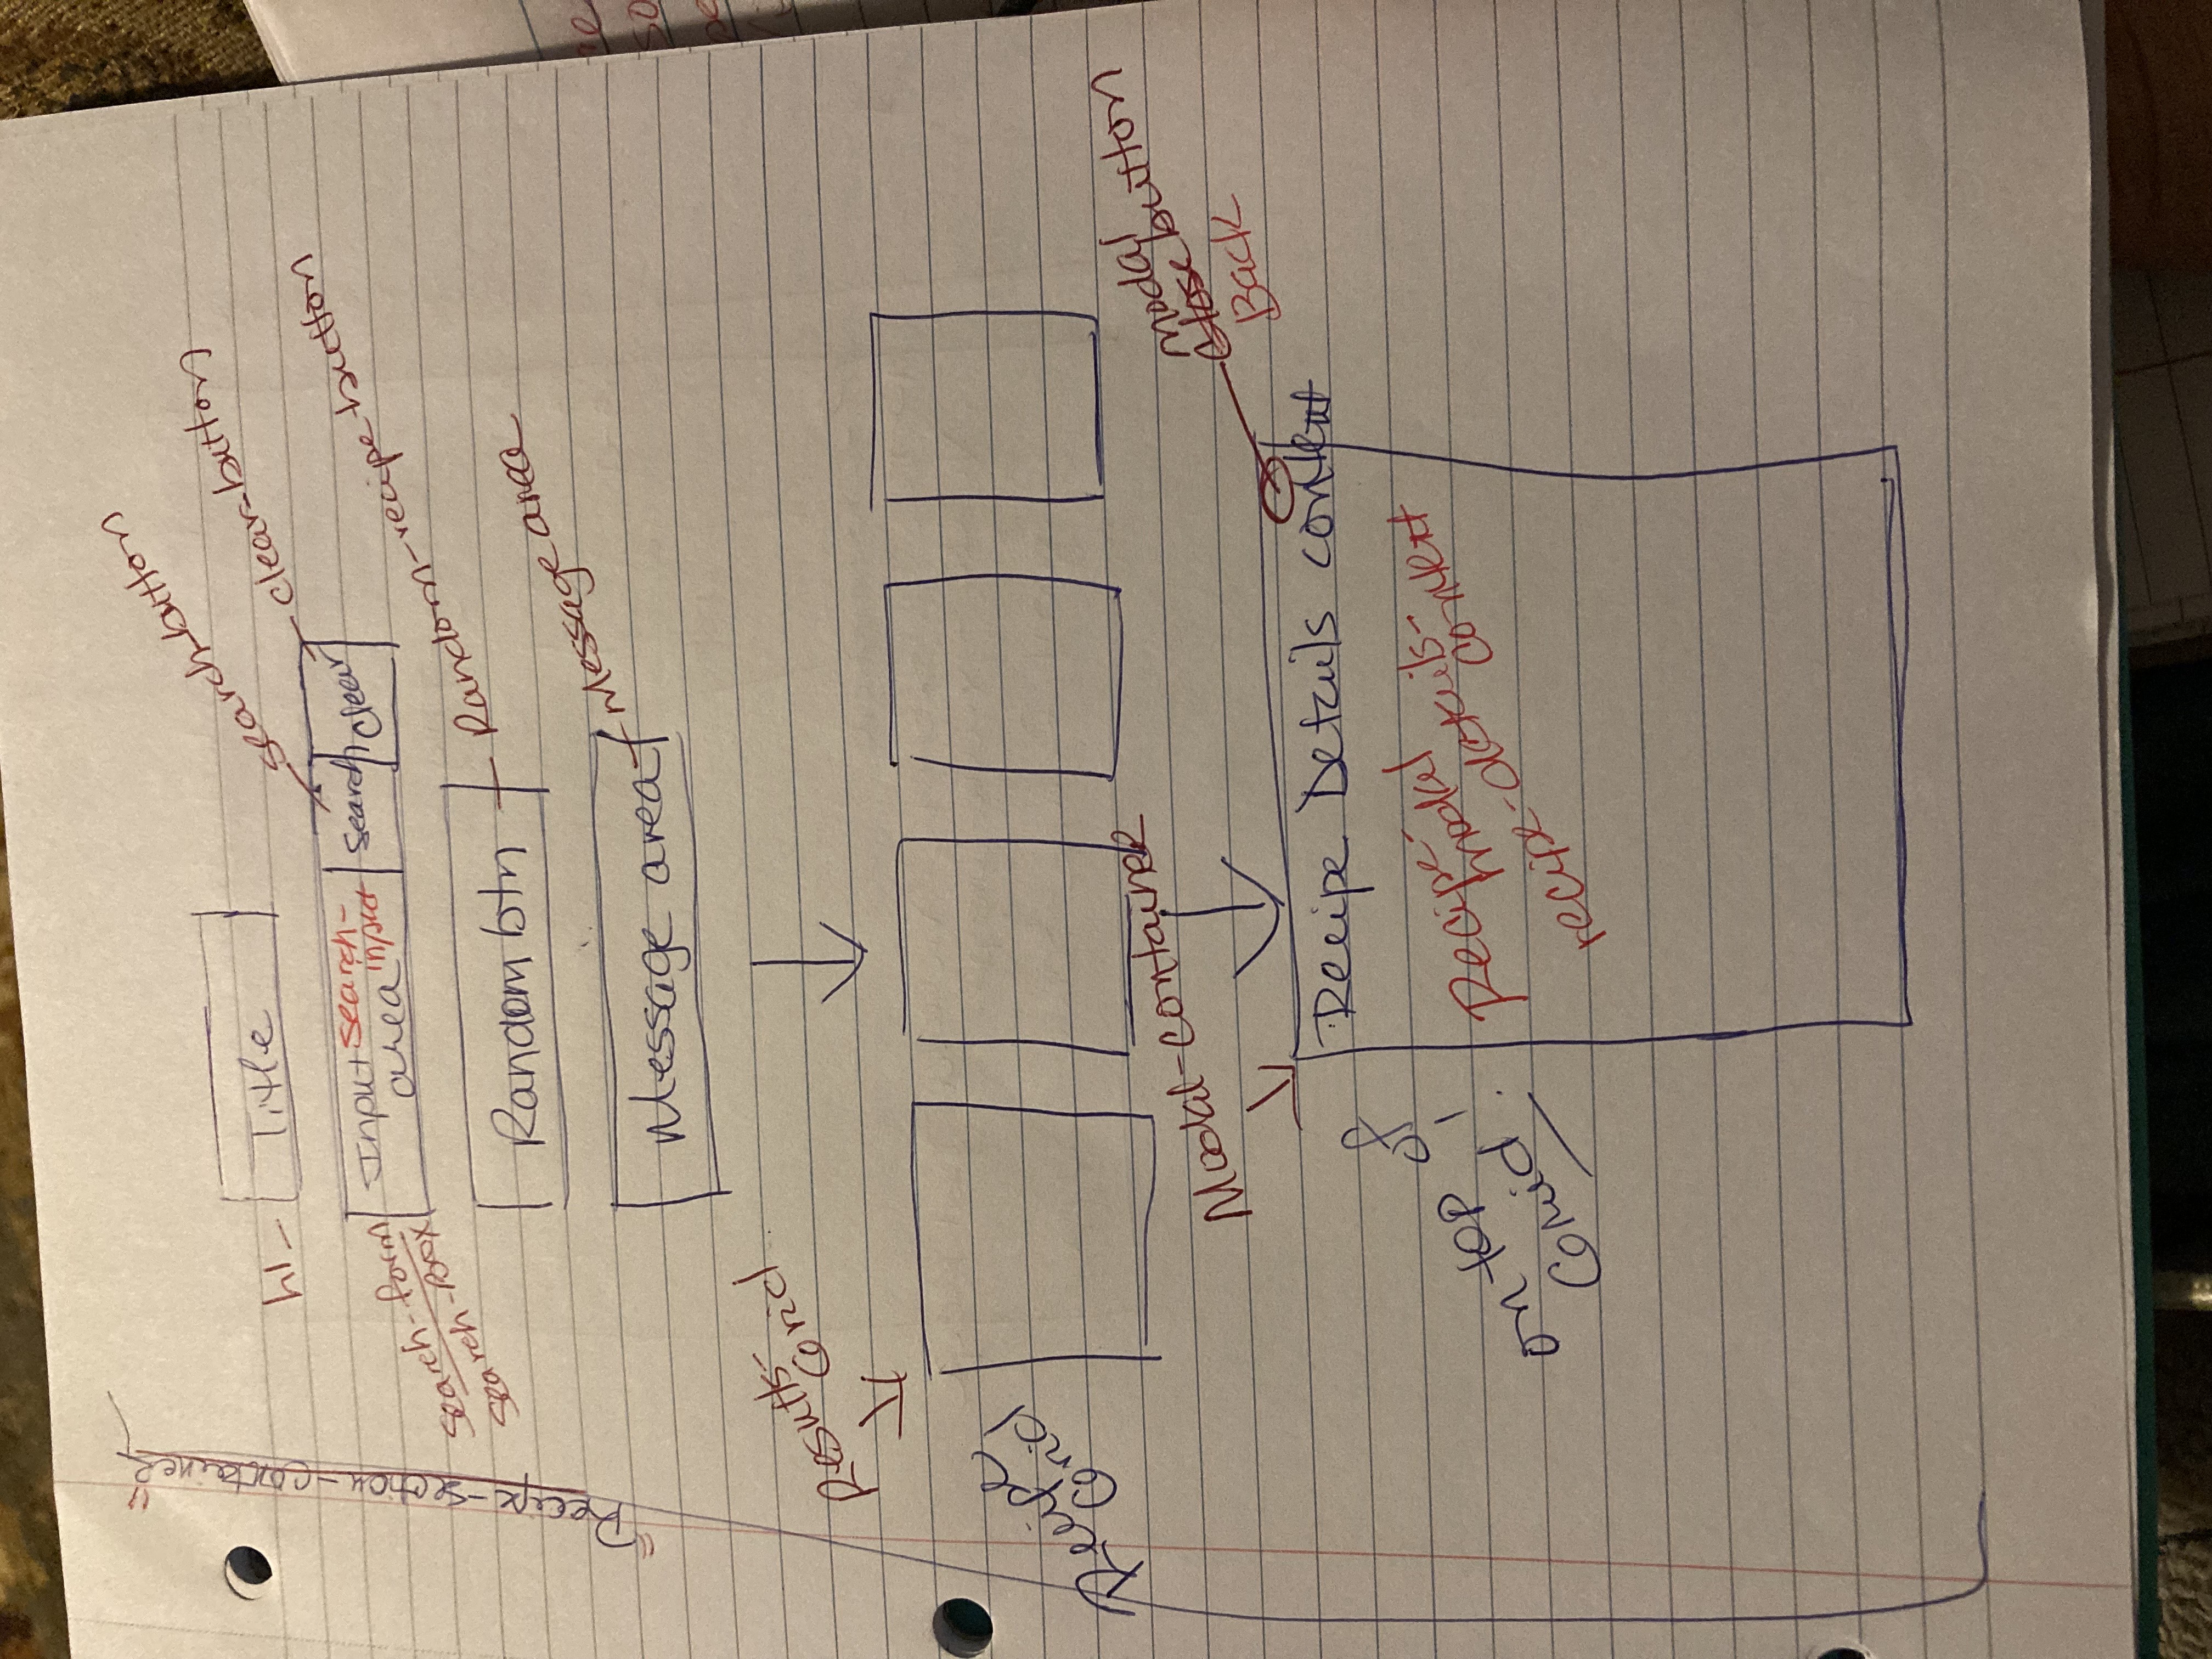 "Recipe-section-container"
h1- Title
search-button
clear-button
search-form
search-box
Input search-
area input
search
clear
Random btn
Random-recipe-button
Message area
Message area
Results-
Grid
Recipe
Grid
Modal-container
modal
close button
Back
Recipe Details content
on top of
Grid!
Recipe-
modal
recipe-details-
content